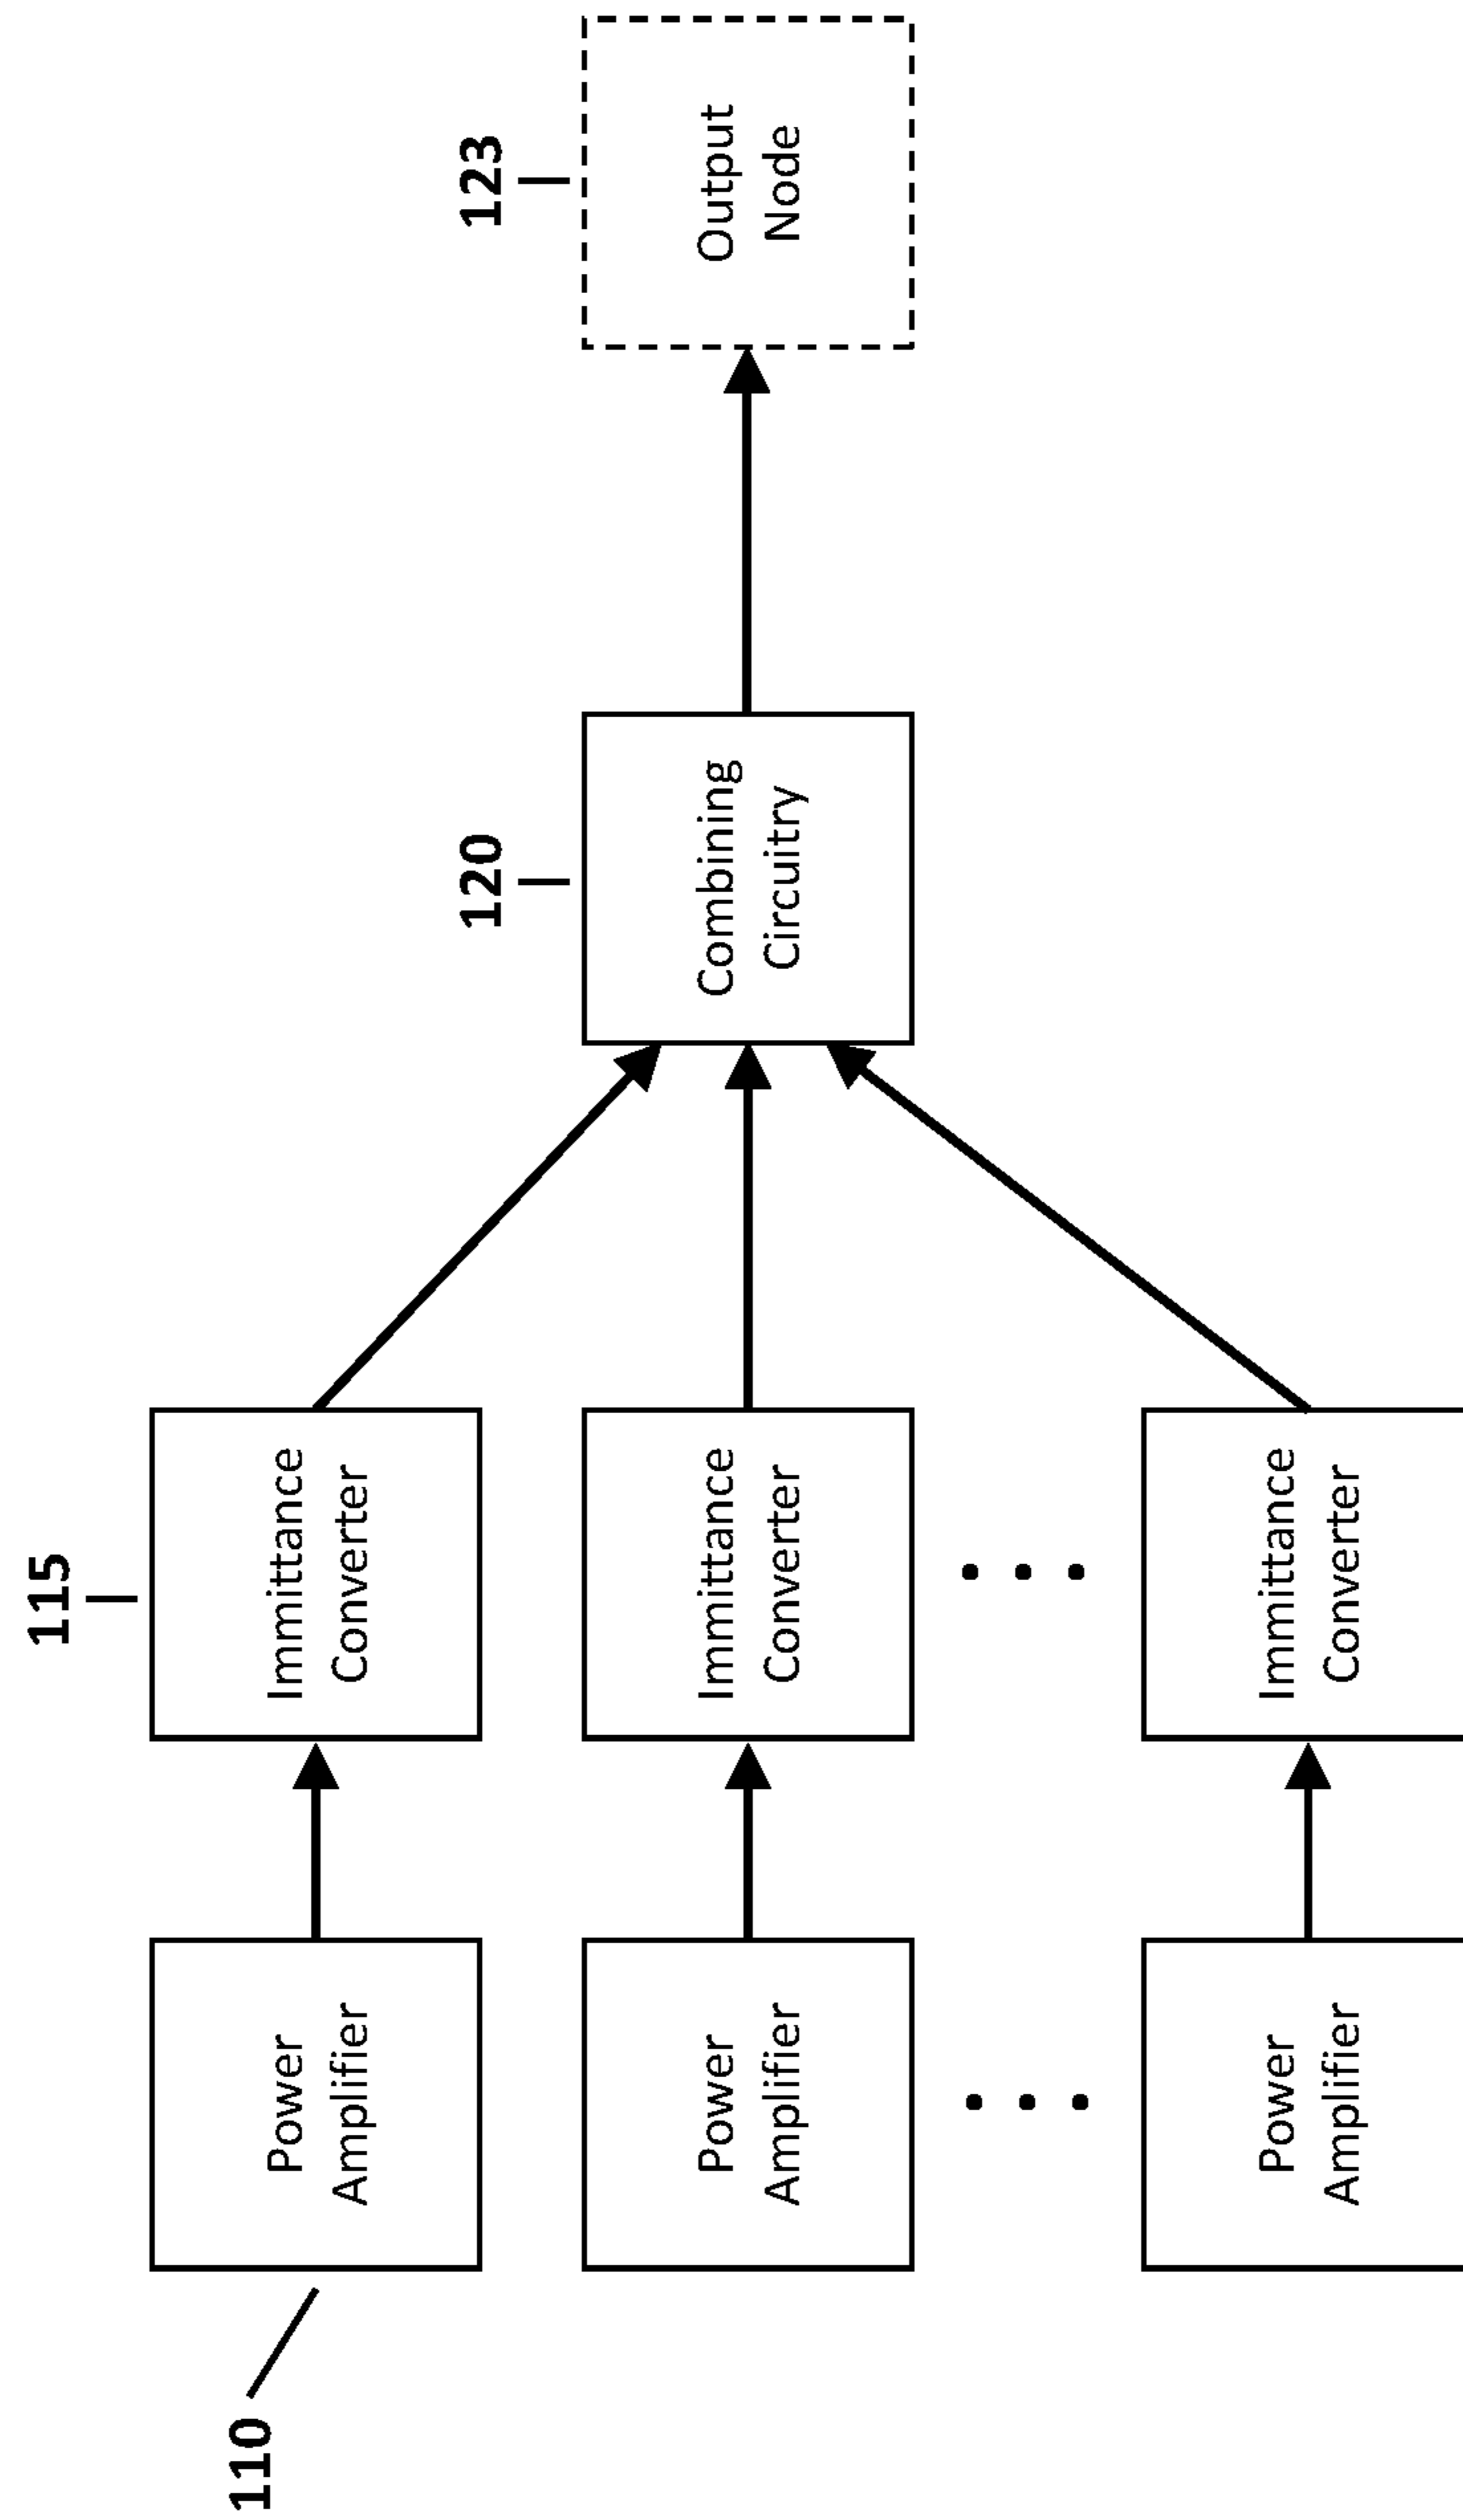 110
Power
Amplifier
115
Immittance
Converter
Power
Amplifier
Immittance
Converter
Power
Amplifier
Immittance
Converter
120
Combining
Circuitry
123
Output
Node